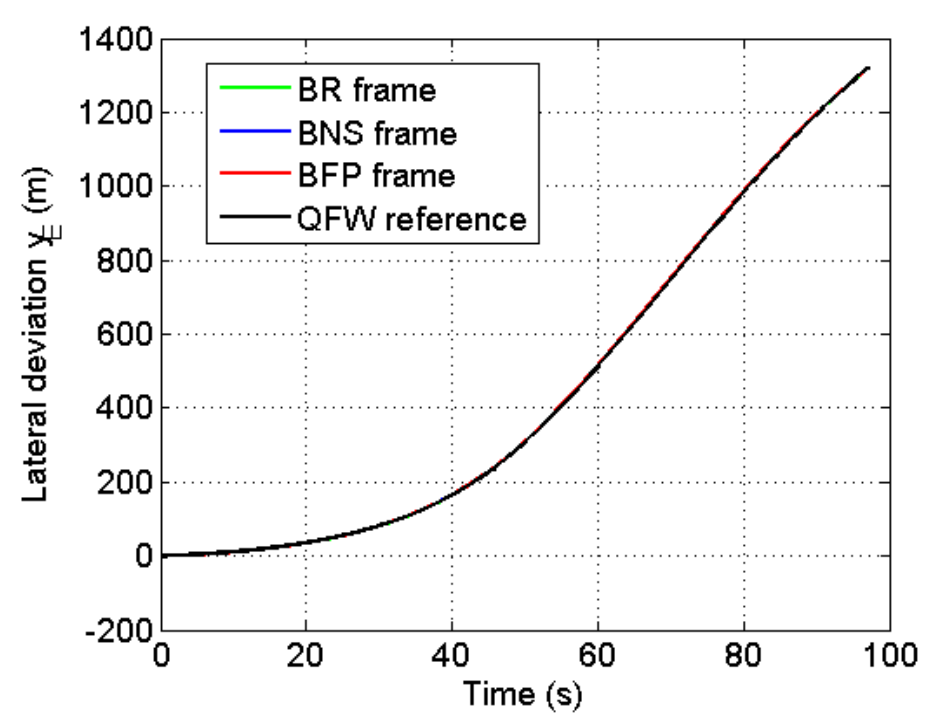 1400
1200
1000
800
600
400
200
0
-200
0 20 40 60 80 100
Time (s)
Lateral deviation y_E (m)
BR frame
BNS frame
BFP frame
QFW reference